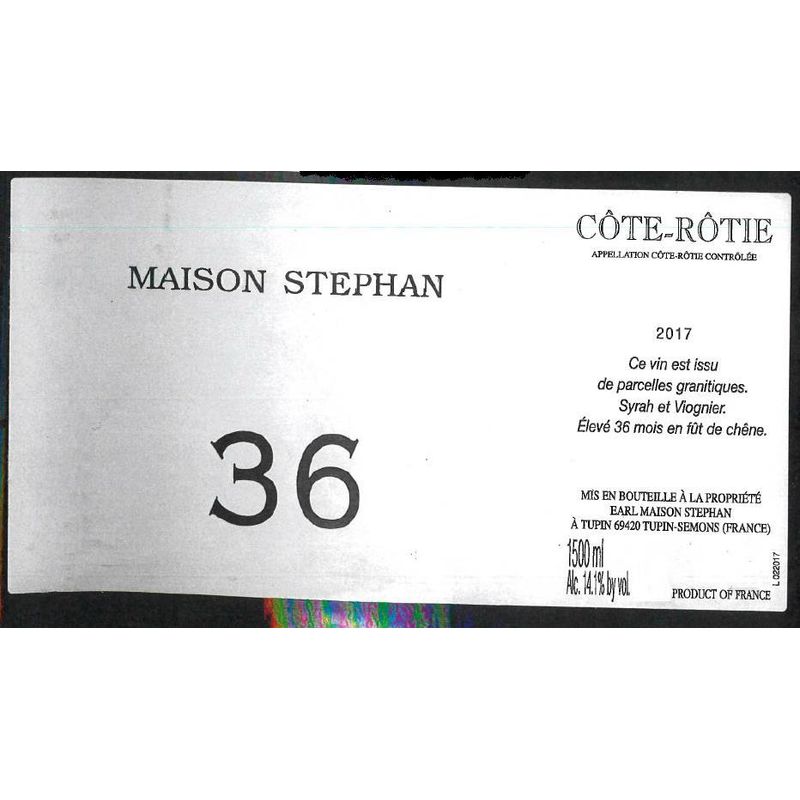 MAISON STEPHAN
36
CÔTE-RÔTIE
APPELLATION CÔTE-RÔTIE CONTRÔLÉE
2017
Ce vin est issu
de parcelles granitiques.
Syrah et Viognier.
Élevé 36 mois en fût de chêne.
MIS EN BOUTEILLE À LA PROPRIÉTÉ
EARL MAISON STEPHAN
À TUPIN 69420 TUPIN-SEMONS (FRANCE)
1500 ml
Alc. 14.1% by vol.
PRODUCT OF FRANCE
L 022017